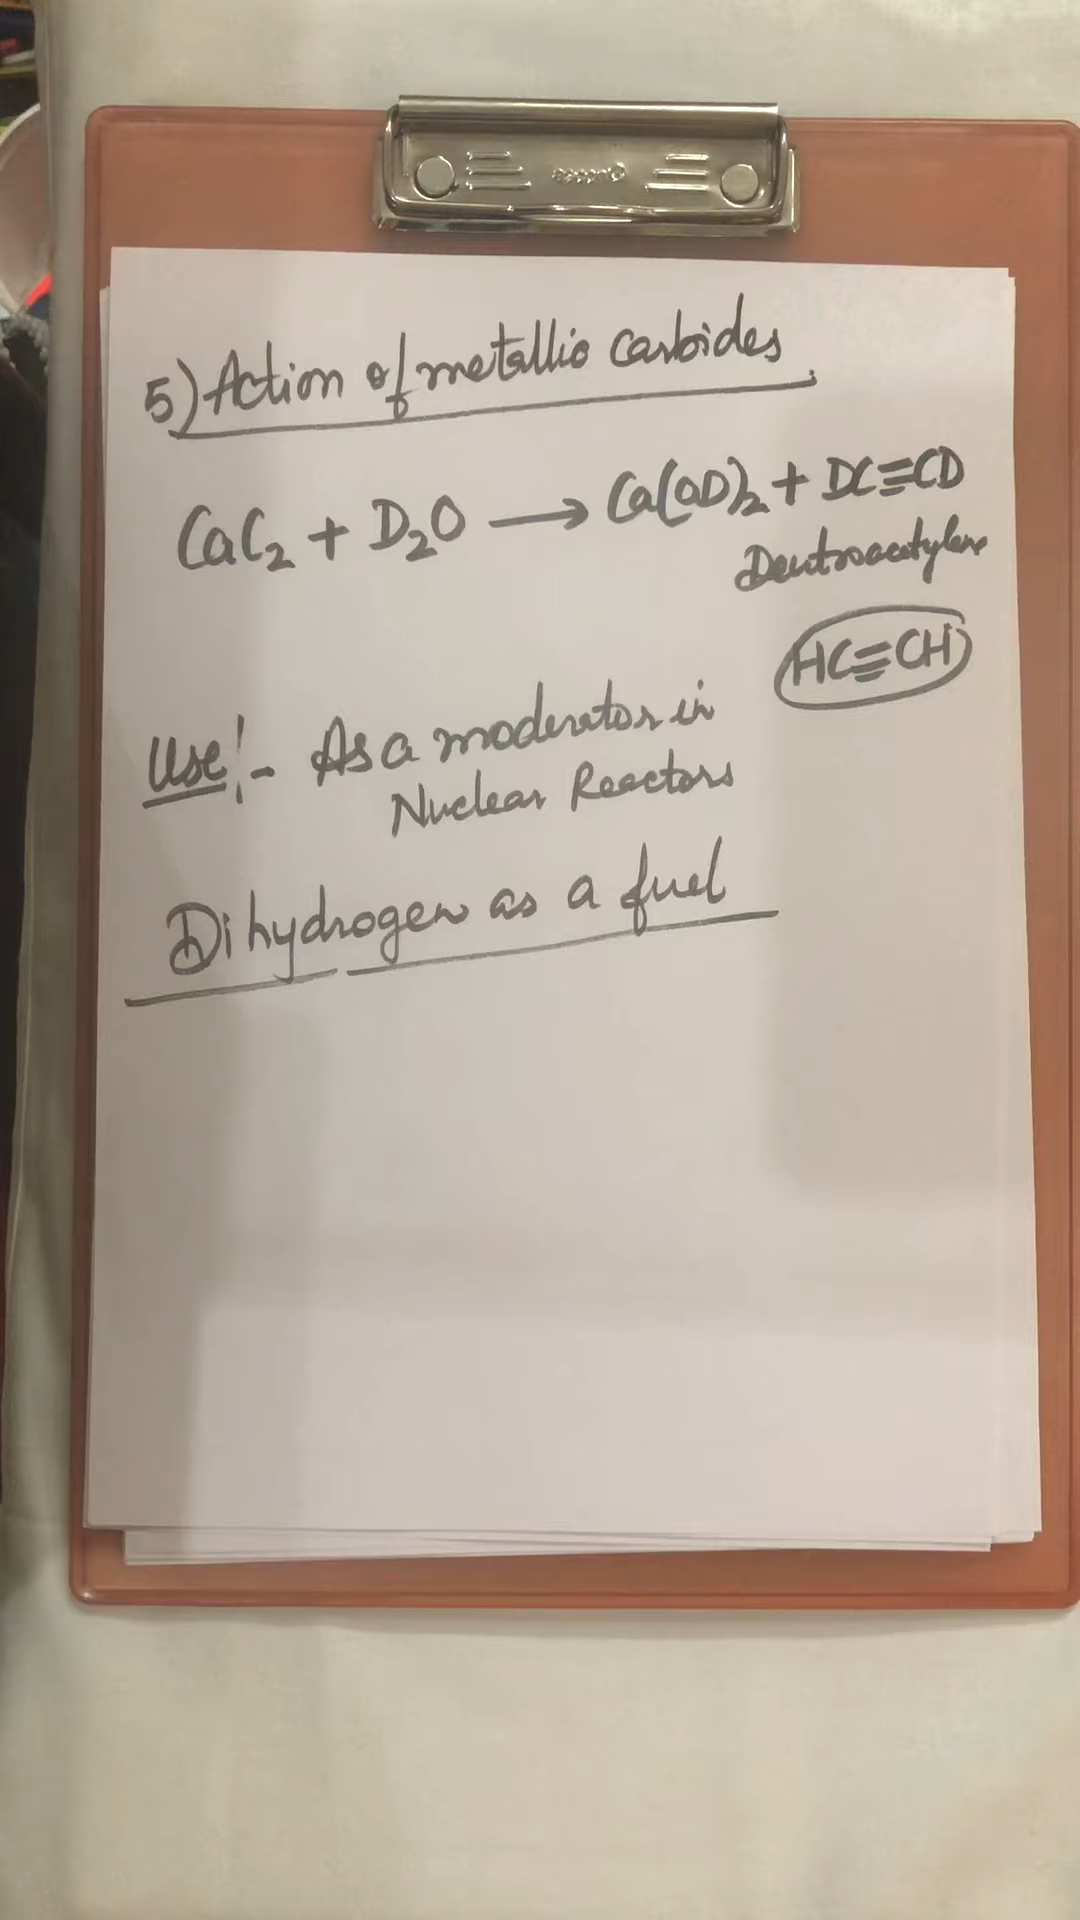 5) Action of metallic carbides
CaC₂ + D₂O ⟶ Ca(OD)₂ + DC≡CD
Deutroacetylene
HC≡CH
Use:- As a moderator in
Nuclear Reactors
Dihydrogen as a fuel